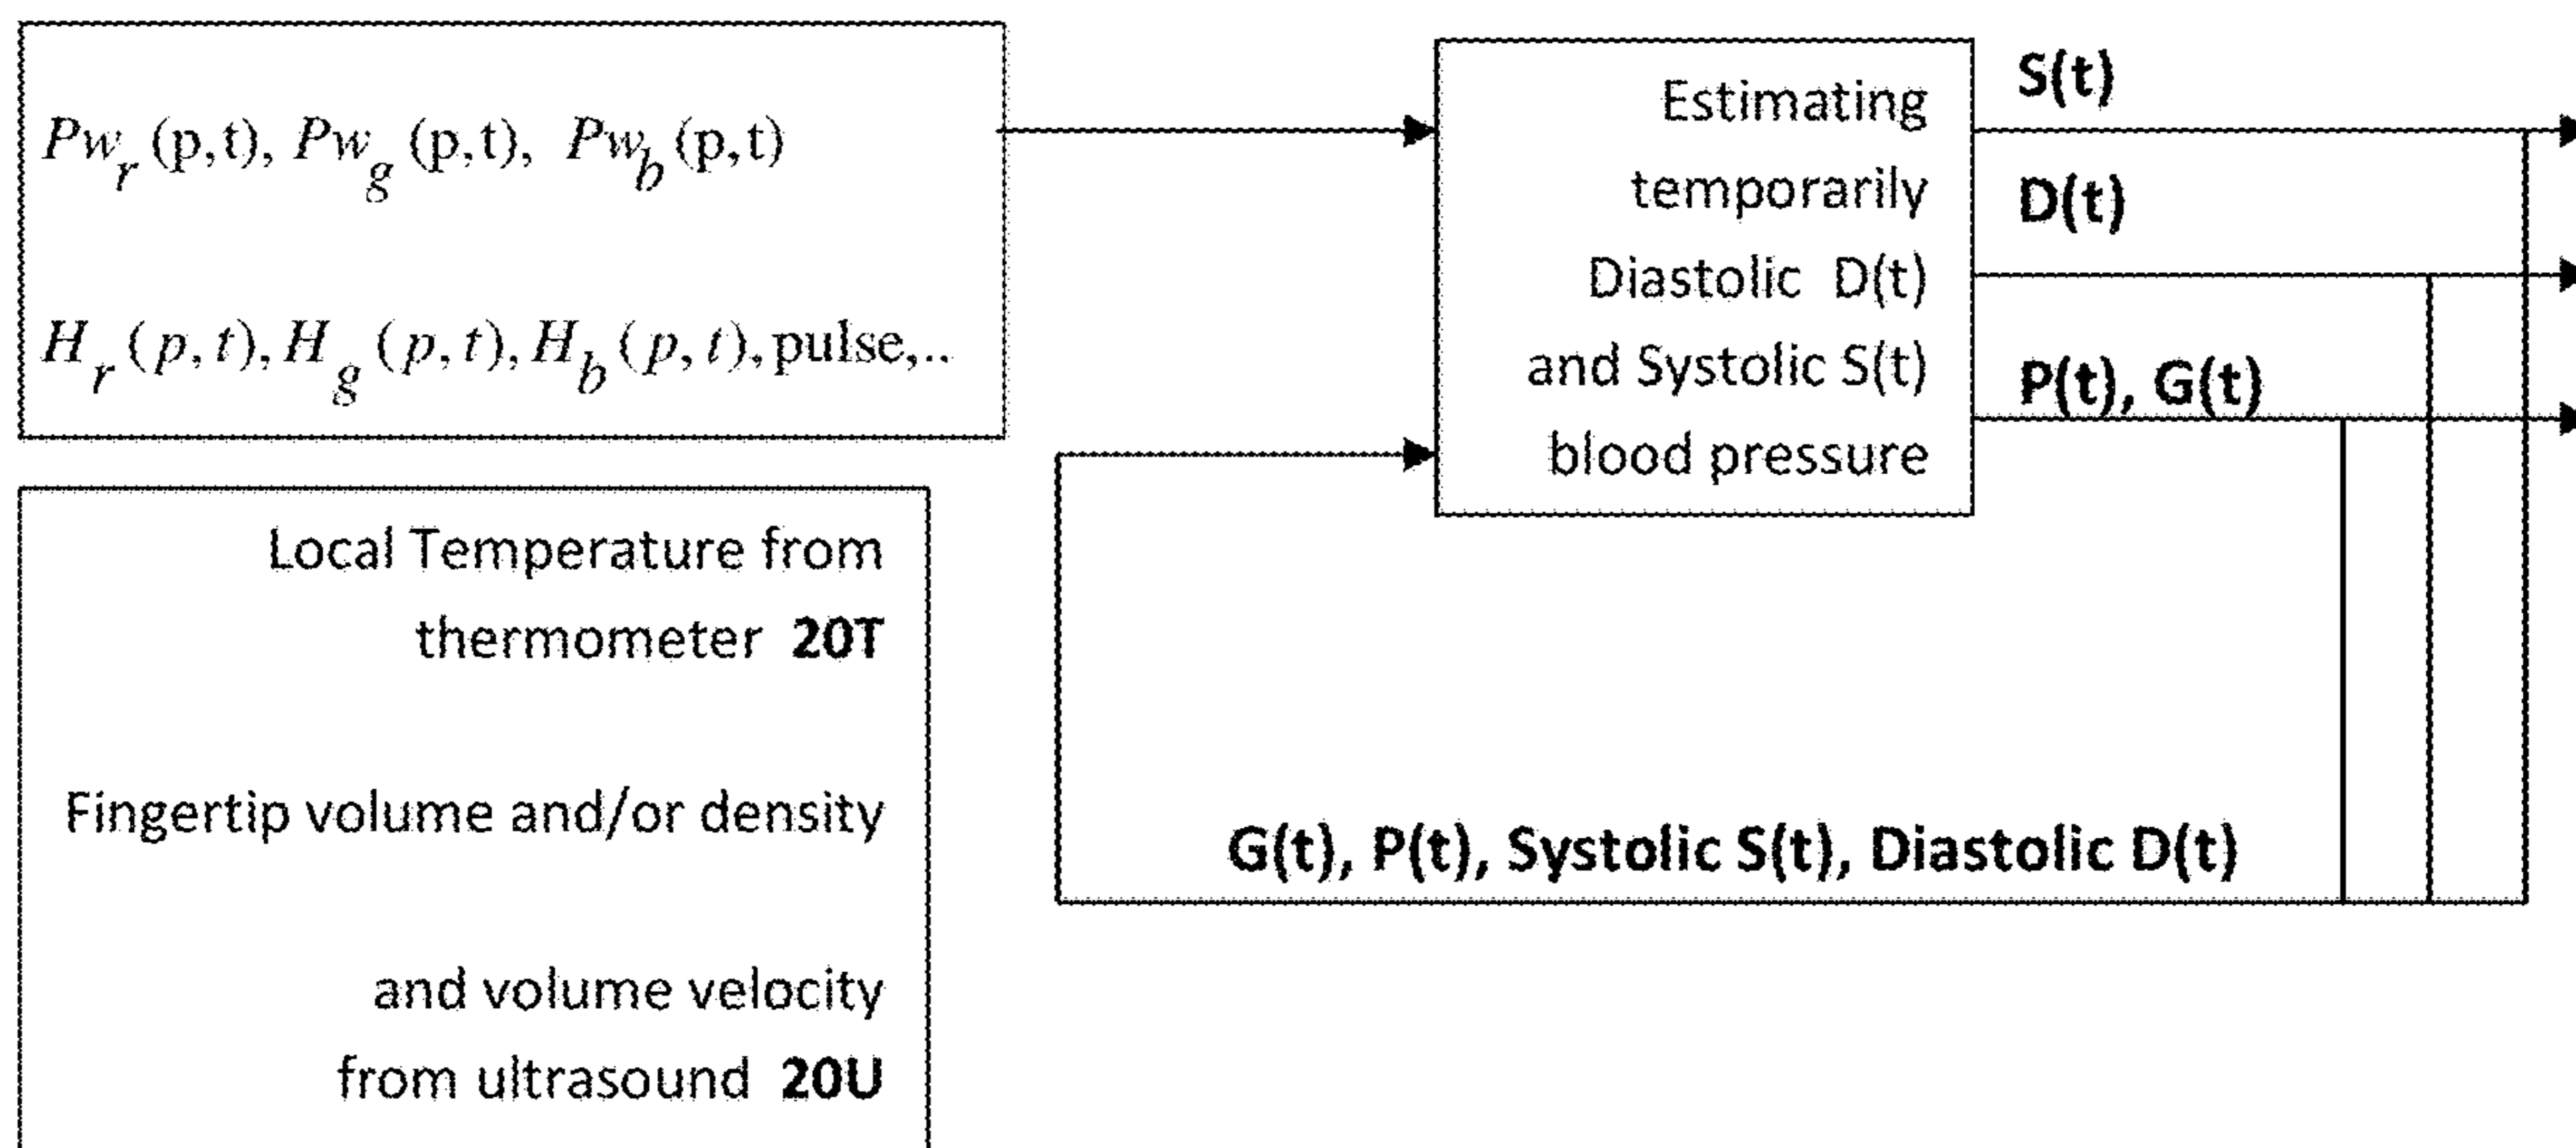 Pw_r (p,t), Pw_g (p,t), Pw_b (p,t)
H_r (p,t), H_g (p,t), H_b (p,t), pulse,..
Estimating
temporarily
Diastolic D(t)
and Systolic S(t)
blood pressure
S(t)
D(t)
P(t), G(t)
Local Temperature from
thermometer 20T
Fingertip volume and/or density
and volume velocity
from ultrasound 20U
G(t), P(t), Systolic S(t), Diastolic D(t)